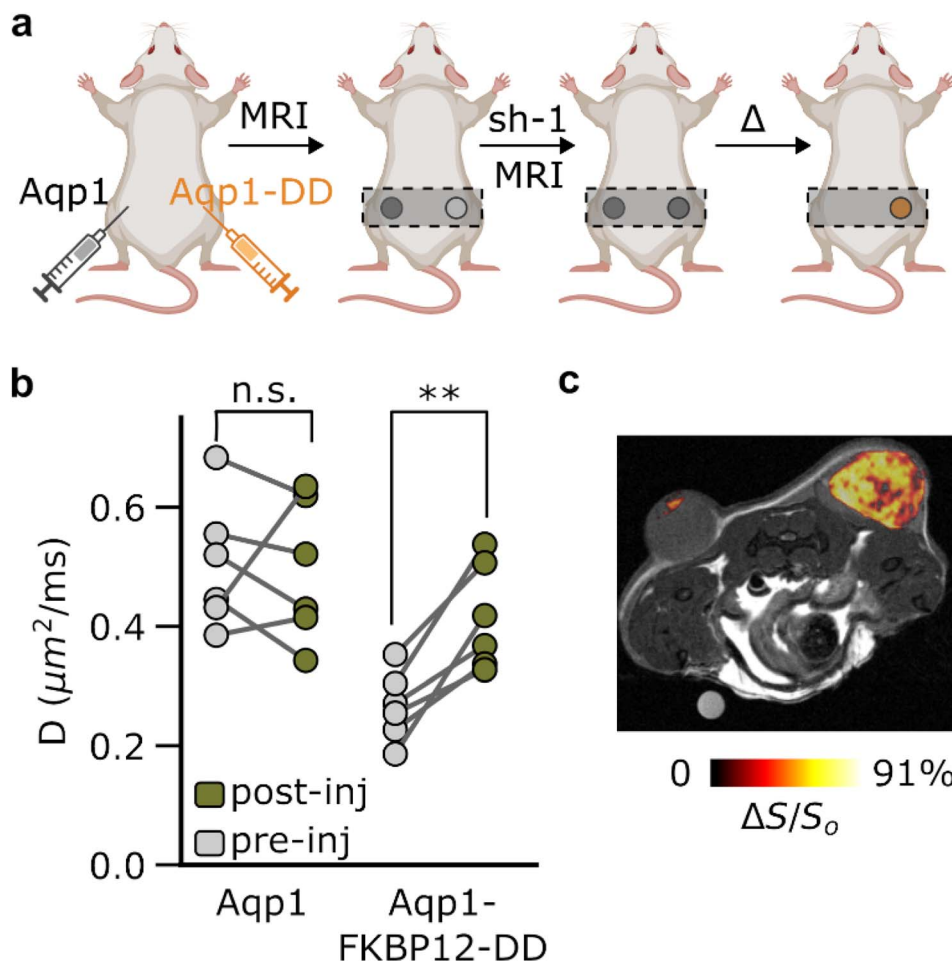 a
MRI
sh-1
MRI
Δ
Aqp1
Aqp1-DD
b
n.s.
**
D (μm²/ms)
0.6
0.4
0.2
0.0
post-inj
pre-inj
Aqp1
Aqp1-
FKBP12-DD
c
0
91%
ΔS/Sₒ